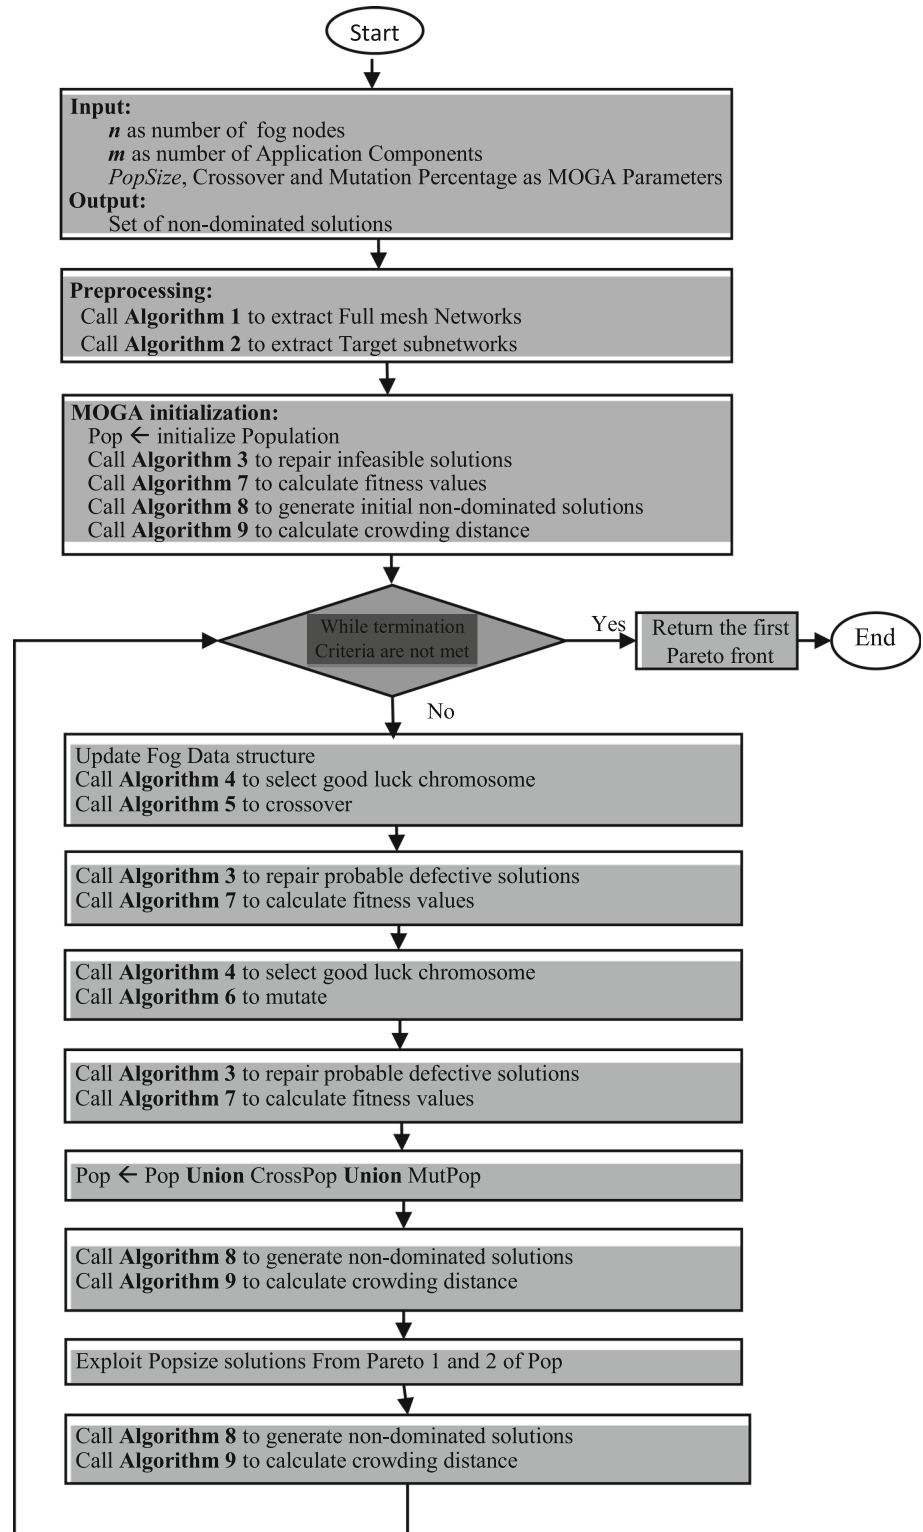 Start
Input:
n as number of fog nodes
m as number of Application Components
PopSize, Crossover and Mutation Percentage as MOGA Parameters
Output:
Set of non-dominated solutions
Preprocessing:
Call Algorithm 1 to extract Full mesh Networks
Call Algorithm 2 to extract Target subnetworks
MOGA initialization:
Pop ← initialize Population
Call Algorithm 3 to repair infeasible solutions
Call Algorithm 7 to calculate fitness values
Call Algorithm 8 to generate initial non-dominated solutions
Call Algorithm 9 to calculate crowding distance
While termination
Criteria are not met
Yes
Return the first
Pareto front
End
No
Update Fog Data structure
Call Algorithm 4 to select good luck chromosome
Call Algorithm 5 to crossover
Call Algorithm 3 to repair probable defective solutions
Call Algorithm 7 to calculate fitness values
Call Algorithm 4 to select good luck chromosome
Call Algorithm 6 to mutate
Call Algorithm 3 to repair probable defective solutions
Call Algorithm 7 to calculate fitness values
Pop ← Pop Union CrossPop Union MutPop
Call Algorithm 8 to generate non-dominated solutions
Call Algorithm 9 to calculate crowding distance
Exploit Popsize solutions From Pareto 1 and 2 of Pop
Call Algorithm 8 to generate non-dominated solutions
Call Algorithm 9 to calculate crowding distance